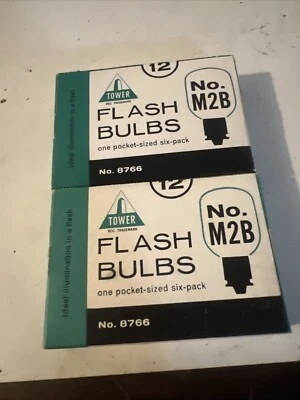 12
TOWER
REG. TRADEMARK
FLASH
BULBS
one pocket-sized six-pack
No. 8766
No.
M2B
Ideal illumination in a flash
12
TOWER
REG. TRADEMARK
FLASH
BULBS
one pocket-sized six-pack
No. 8766
No.
M2B
Ideal illumination in a flash